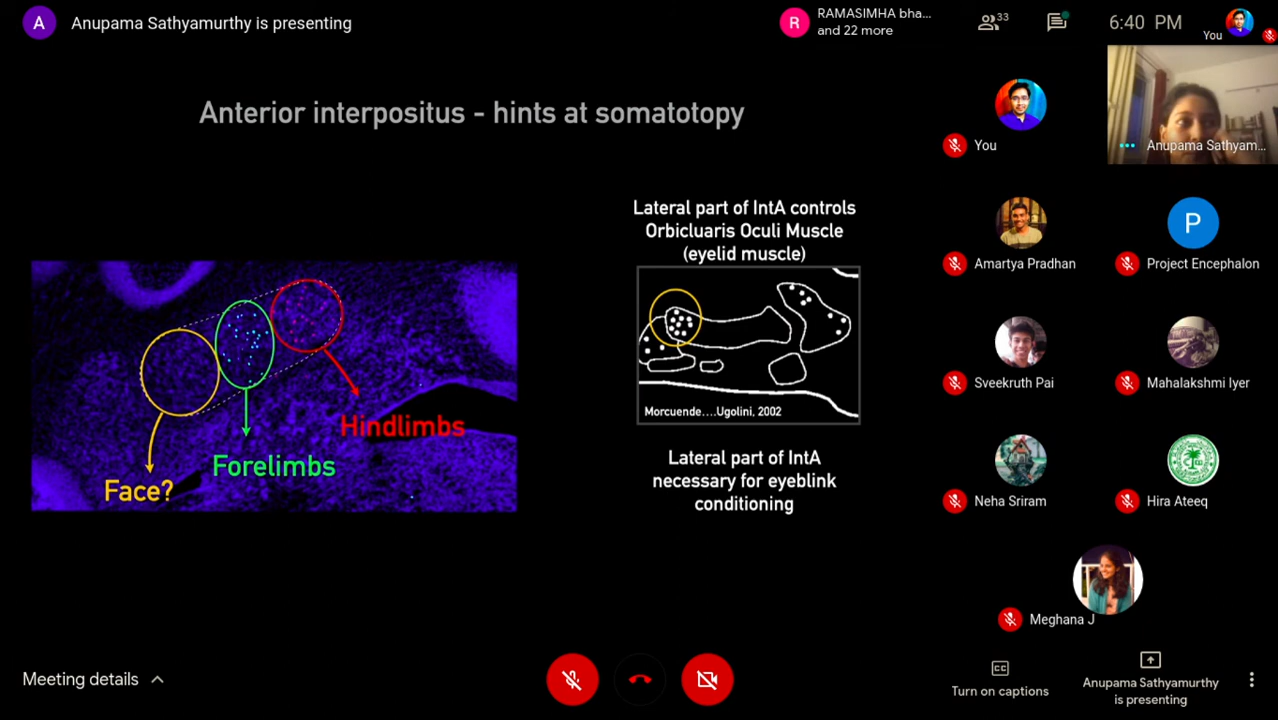 A
Anupama Sathyamurthy is presenting
R
RAMASIMHA bha...
and 22 more
33
6:40 PM
You
Anterior interpositus - hints at somatotopy
Lateral part of IntA controls
Orbicluaris Oculi Muscle
(eyelid muscle)
Morcuende....Ugolini, 2002
Lateral part of IntA
necessary for eyeblink
conditioning
Hindlimbs
Forelimbs
Face?
You
Anupama Sathyam...
Amartya Pradhan
P
Project Encephalon
Sveekruth Pai
Mahalakshmi Iyer
Neha Sriram
Hira Ateeq
Meghana J
Meeting details
CC
Turn on captions
Anupama Sathyamurthy
is presenting